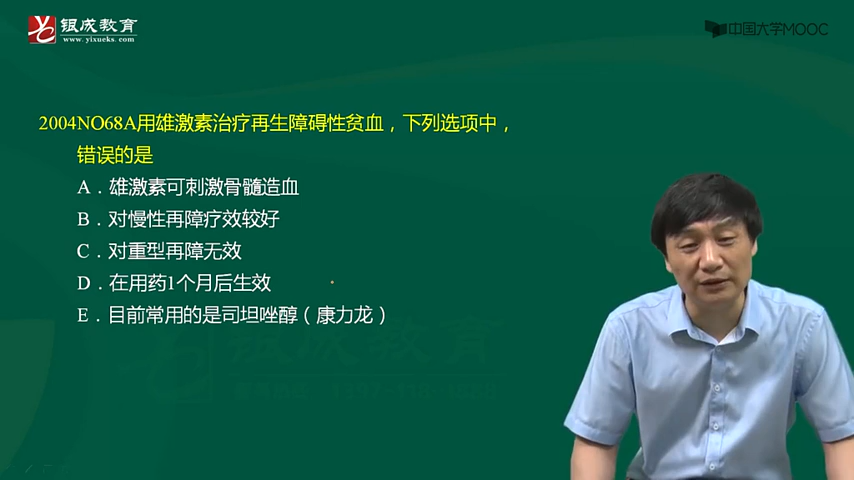 银成教育
www.yixueks.com
中国大学MOOC
2004NO68A用雄激素治疗再生障碍性贫血，下列选项中，
错误的是
A．雄激素可刺激骨髓造血
B．对慢性再障疗效较好
C．对重型再障无效
D．在用药1个月后生效
E．目前常用的是司坦唑醇（康力龙）
银成教育